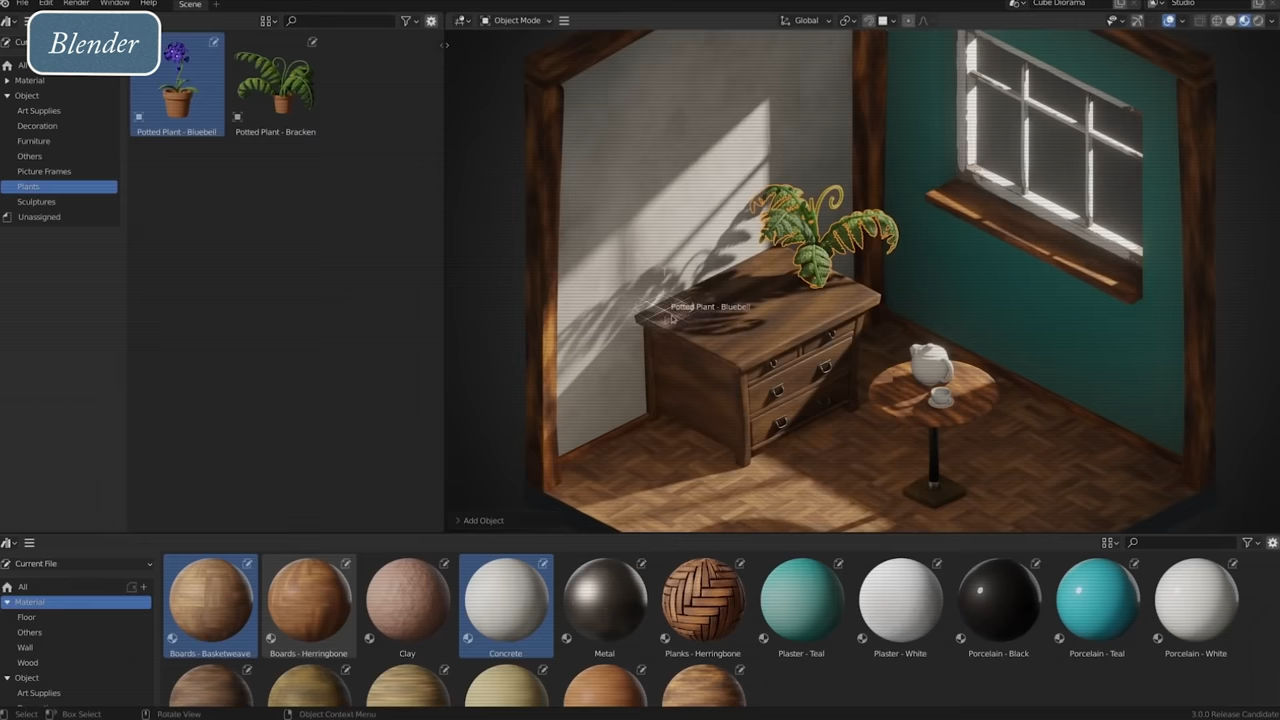 File Edit Render Window Help Scene
Cube Diorama Studio
Blender
Object Mode
Global
All
Material
Object
Art Supplies
Decoration
Furniture
Others
Picture Frames
Plants
Sculptures
Unassigned
Potted Plant - Bluebell
Potted Plant - Bracken
Potted Plant - Bluebell
Add Object
Current File
All
Material
Floor
Others
Wall
Wood
Object
Art Supplies
Boards - Basketweave
Boards - Herringbone
Clay
Concrete
Metal
Planks - Herringbone
Plaster - Teal
Plaster - White
Porcelain - Black
Porcelain - Teal
Porcelain - White
Select Box Select Rotate View Object Context Menu 3.0.0 Release Candidate